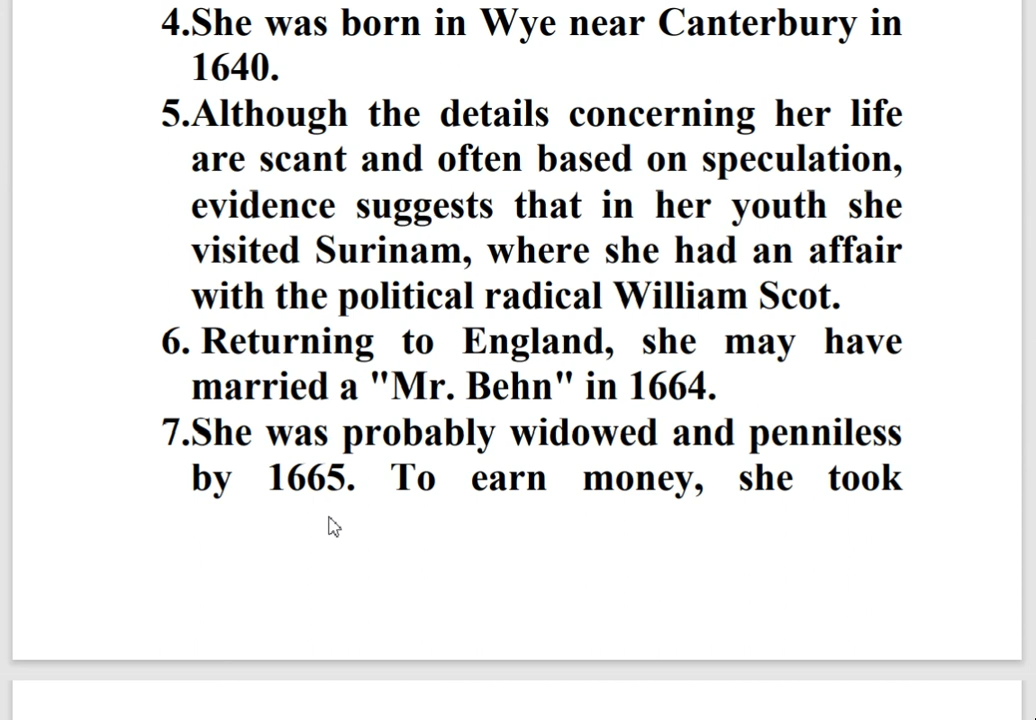 4.She was born in Wye near Canterbury in
1640.
5.Although the details concerning her life
are scant and often based on speculation,
evidence suggests that in her youth she
visited Surinam, where she had an affair
with the political radical William Scot.
6. Returning to England, she may have
married a "Mr. Behn" in 1664.
7.She was probably widowed and penniless
by 1665. To earn money, she took